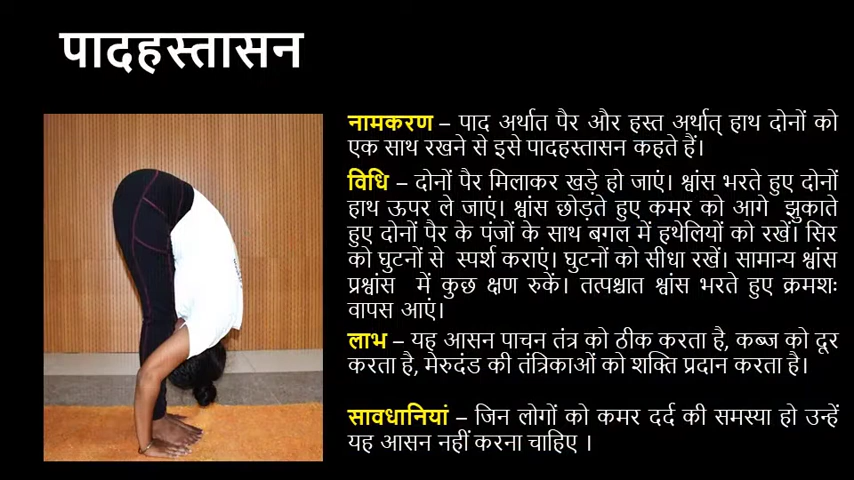 पादहस्तासन
नामकरण – पाद अर्थात पैर और हस्त अर्थात् हाथ दोनों को
एक साथ रखने से इसे पादहस्तासन कहते हैं।
विधि – दोनों पैर मिलाकर खड़े हो जाएं। श्वांस भरते हुए दोनों
हाथ ऊपर ले जाएं। श्वांस छोड़ते हुए कमर को आगे झुकाते
हुए दोनों पैर के पंजों के साथ बगल में हथेलियों को रखें। सिर
को घुटनों से स्पर्श कराएं। घुटनों को सीधा रखें। सामान्य श्वांस
प्रश्वांस में कुछ क्षण रुकें। तत्पश्चात श्वांस भरते हुए क्रमशः
वापस आएं।
लाभ – यह आसन पाचन तंत्र को ठीक करता है, कब्ज को दूर
करता है, मेरुदंड की तंत्रिकाओं को शक्ति प्रदान करता है।
सावधानियां – जिन लोगों को कमर दर्द की समस्या हो उन्हें
यह आसन नहीं करना चाहिए ।